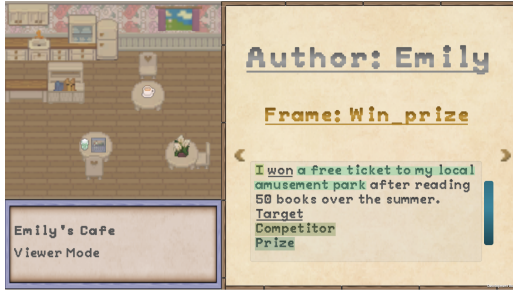 Author: Emily
Frame: Win_prize
I won a free ticket to my local
amusement park after reading
50 books over the summer.
Target
Competitor
Prize
Emily's Cafe
Viewer Mode